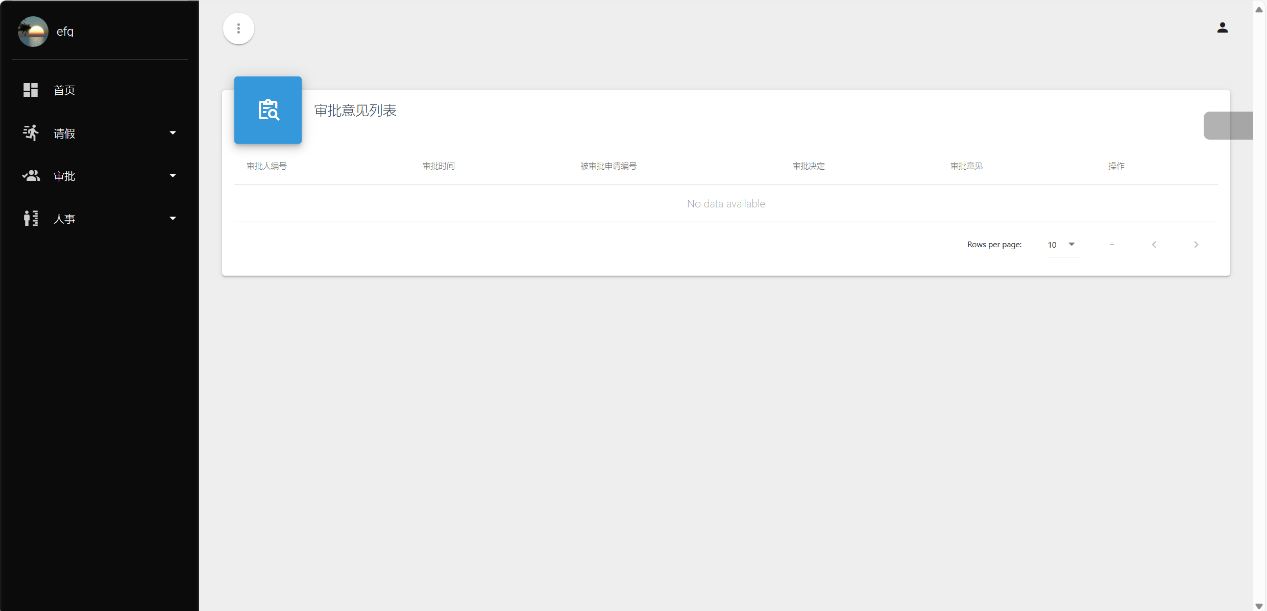 efq
首页
请假
审批
人事
审批意见列表
审批人编号 审批时间 被审批申请编号 审批决定 审批意见 操作
No data available
Rows per page: 10 –